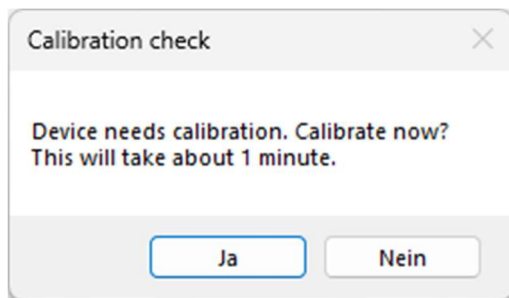 Calibration check
Device needs calibration. Calibrate now?
This will take about 1 minute.
Ja
Nein